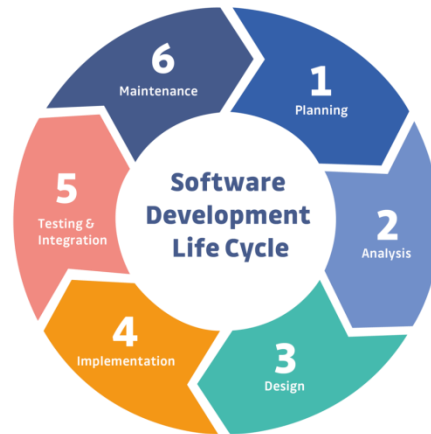 Software
Development
Life Cycle
1
Planning
2
Analysis
3
Design
4
Implementation
5
Testing &
Integration
6
Maintenance